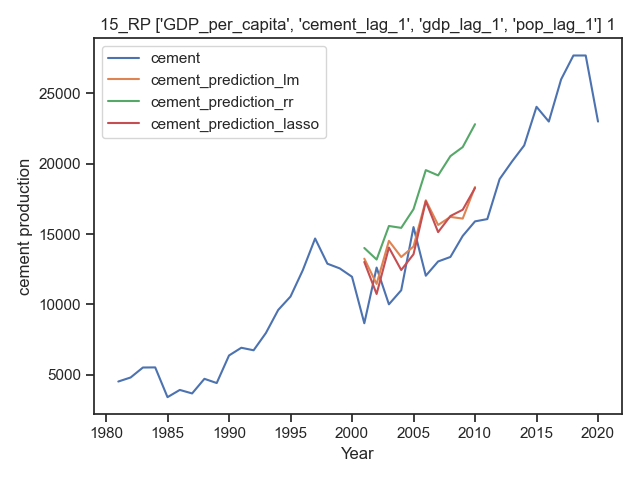 15_RP ['GDP_per_capita', 'cement_lag_1', 'gdp_lag_1', 'pop_lag_1'] 1
cement
cement_prediction_lm
cement_prediction_rr
cement_prediction_lasso
25000
20000
15000
10000
5000
cement production
1980 1985 1990 1995 2000 2005 2010 2015 2020
Year